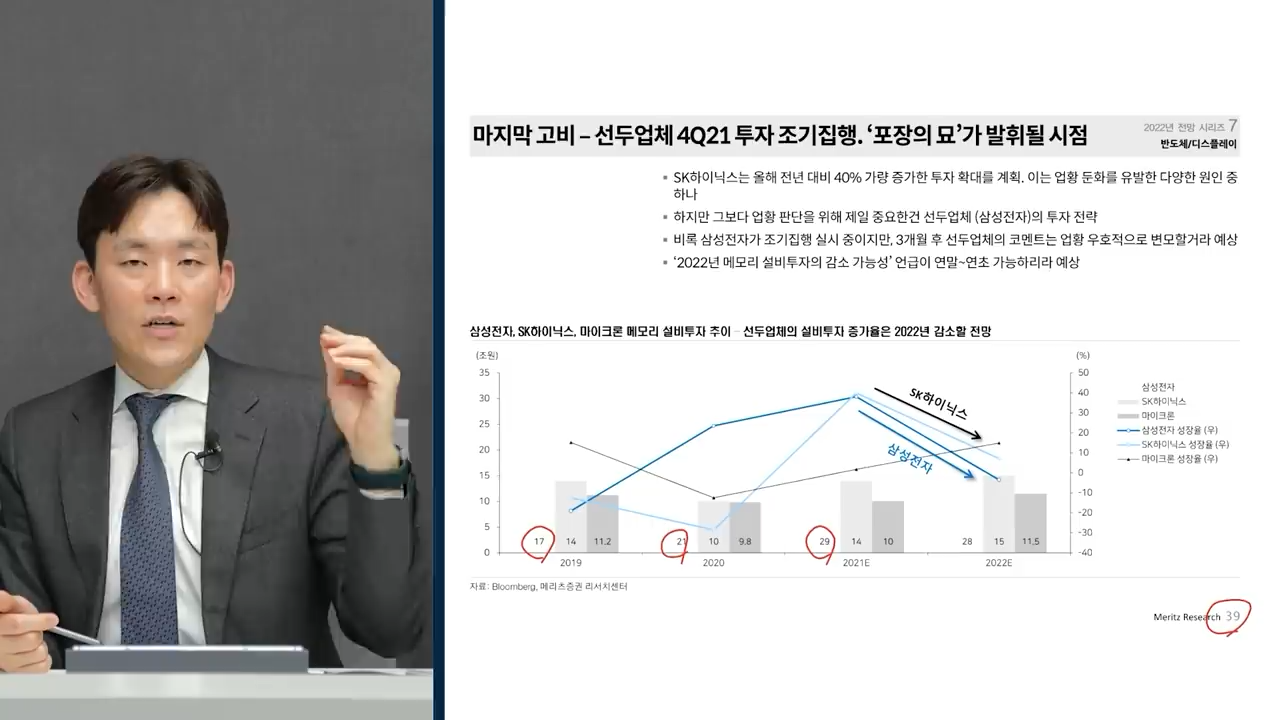 마지막 고비 – 선두업체 4Q21 투자 조기집행. ‘포장의 묘’가 발휘될 시점
2022년 전망 시리즈 7
반도체/디스플레이
▪ SK하이닉스는 올해 전년 대비 40% 가량 증가한 투자 확대를 계획. 이는 업황 둔화를 유발한 다양한 원인 중
하나
▪ 하지만 그보다 업황 판단을 위해 제일 중요한건 선두업체 (삼성전자)의 투자 전략
▪ 비록 삼성전자가 조기집행 실시 중이지만, 3개월 후 선두업체의 코멘트는 업황 우호적으로 변모할거라 예상
▪ ‘2022년 메모리 설비투자의 감소 가능성’ 언급이 연말~연초 가능하리라 예상
삼성전자, SK하이닉스, 마이크론 메모리 설비투자 추이 – 선두업체의 설비투자 증가율은 2022년 감소할 전망
(조원)
(%)
35
30
25
20
15
10
5
0
50
40
30
20
10
0
-10
-20
-30
-40
SK하이닉스
삼성전자
17 14 11.2
21 10 9.8
29 14 10
28 15 11.5
2019 2020 2021E 2022E
삼성전자
SK하이닉스
마이크론
삼성전자 성장율 (우)
SK하이닉스 성장율 (우)
마이크론 성장율 (우)
자료: Bloomberg, 메리츠증권 리서치센터
Meritz Research 39